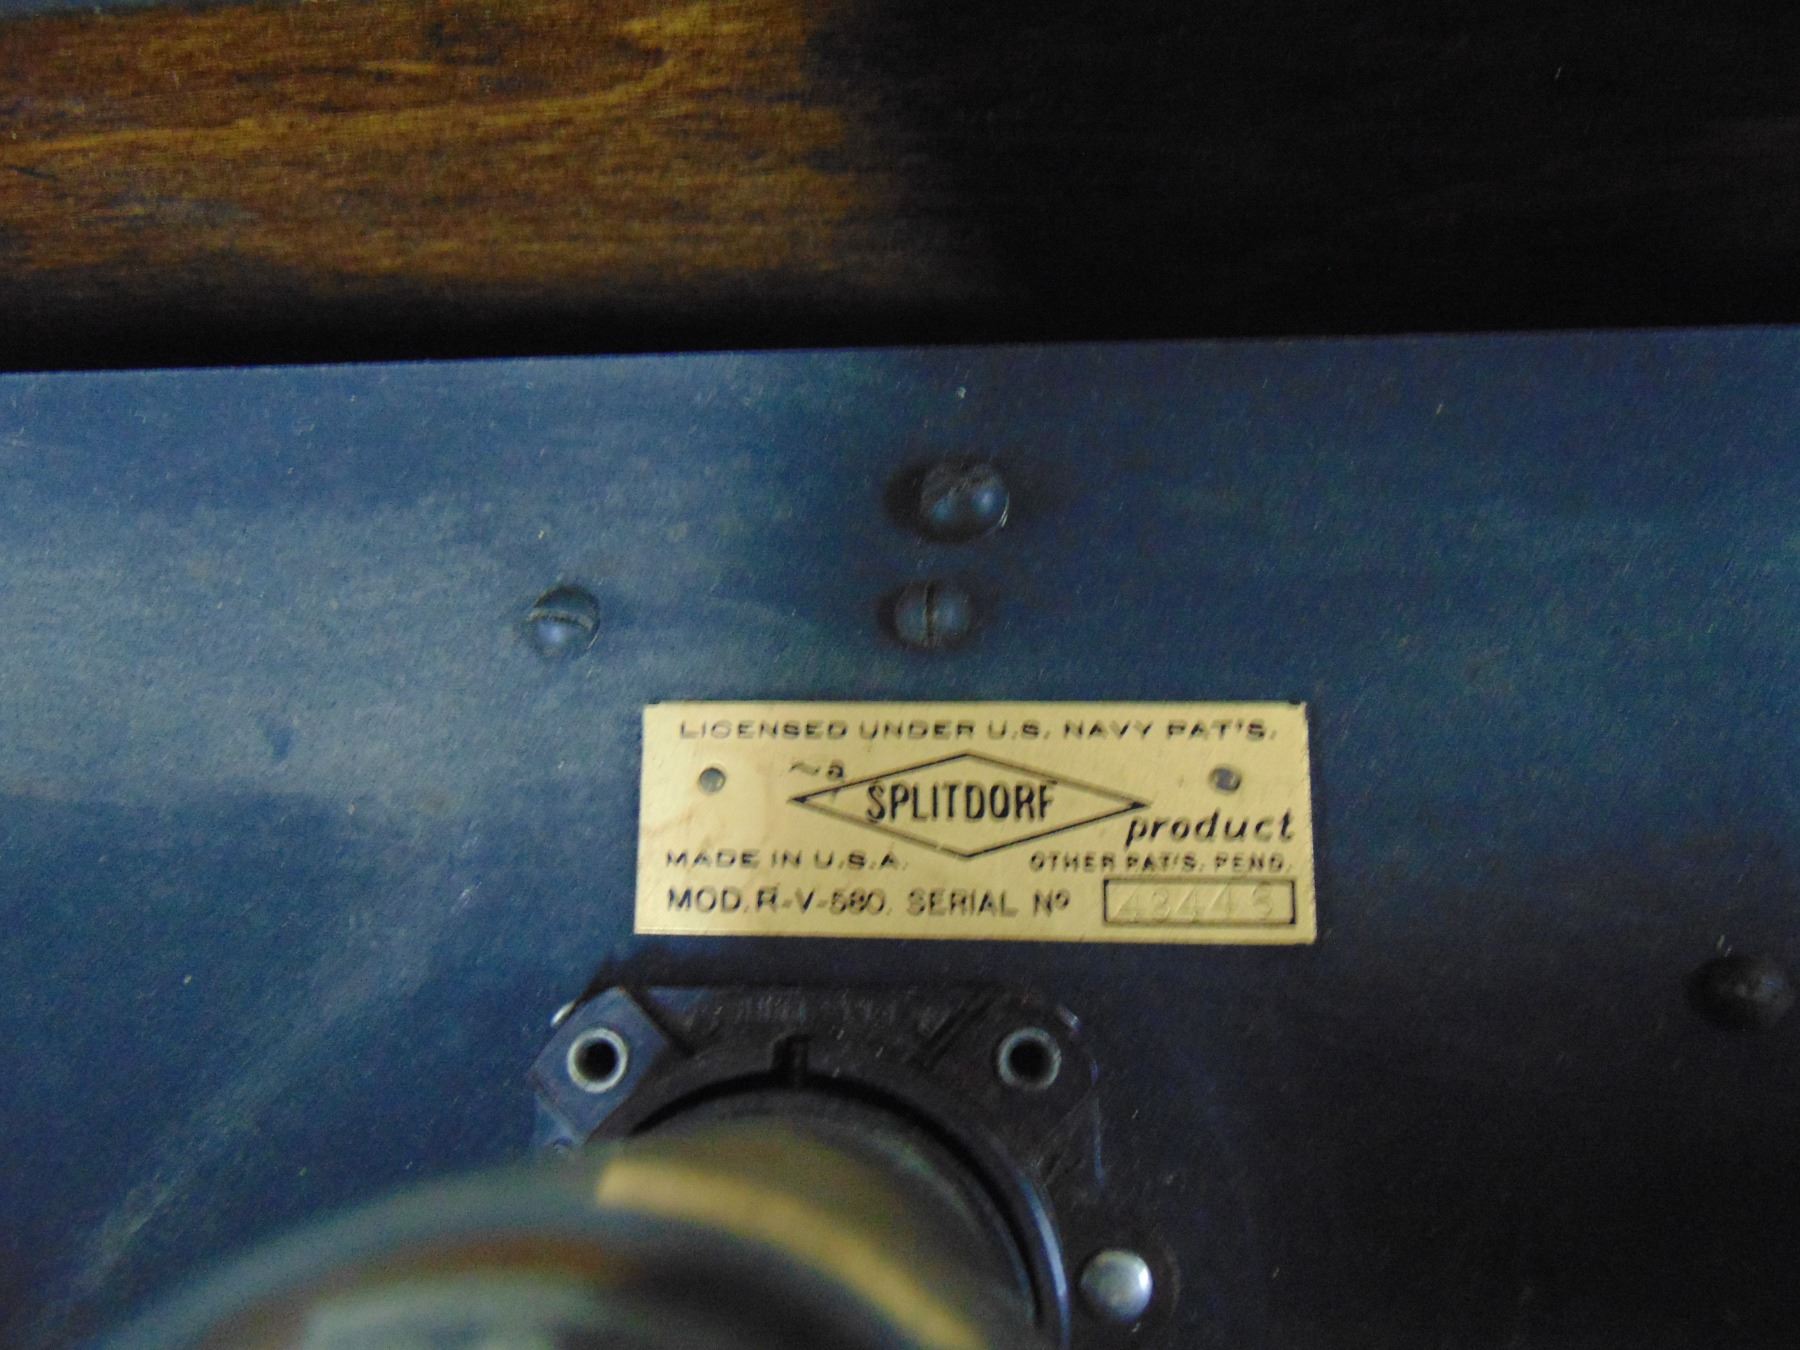 LICENSED UNDER U.S. NAVY PAT'S.
~a
SPLITDORF
product
MADE IN U.S.A. OTHER PAT'S. PEND.
MOD. R-V-580. SERIAL Nº